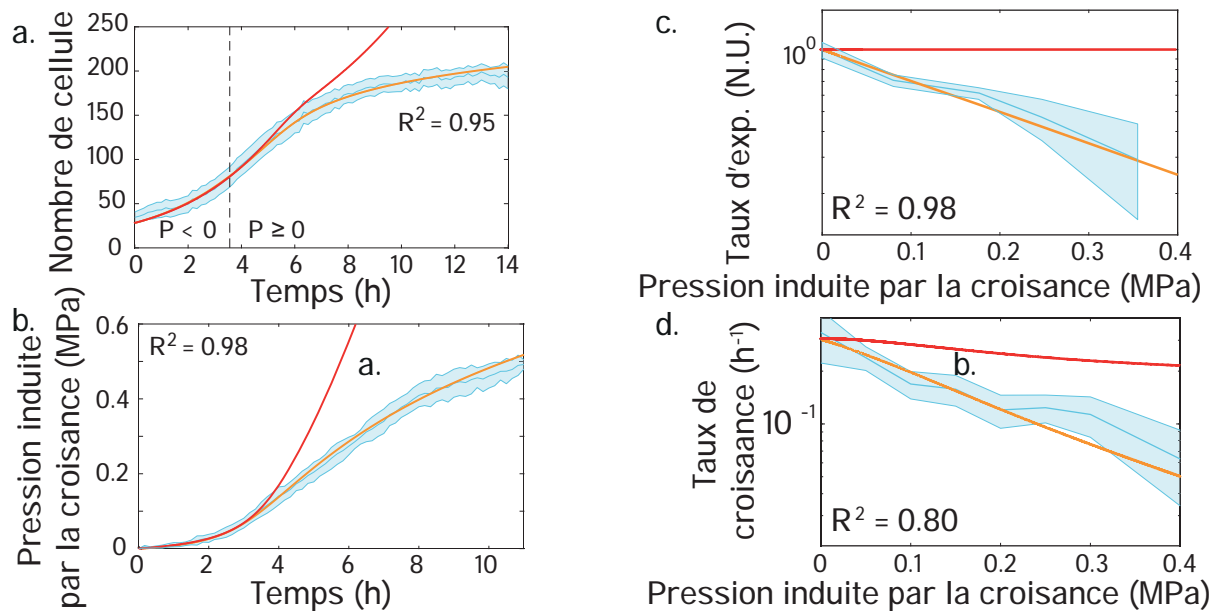 a.
Nombre de cellule
250
200
150
100
50
0
R² = 0.95
P < 0
P ≥ 0
0 2 4 6 8 10 12 14
Temps (h)
b.
Pression induite
par la croisance (MPa)
0.6
0.4
0.2
0
R² = 0.98
a.
0 2 4 6 8 10
Temps (h)
c.
Taux d'exp. (N.U.)
10⁰
R² = 0.98
0 0.1 0.2 0.3 0.4
Pression induite par la croisance (MPa)
d.
Taux de
croisaance (h⁻¹)
10⁻¹
b.
R² = 0.80
0 0.1 0.2 0.3 0.4
Pression induite par la croisance (MPa)